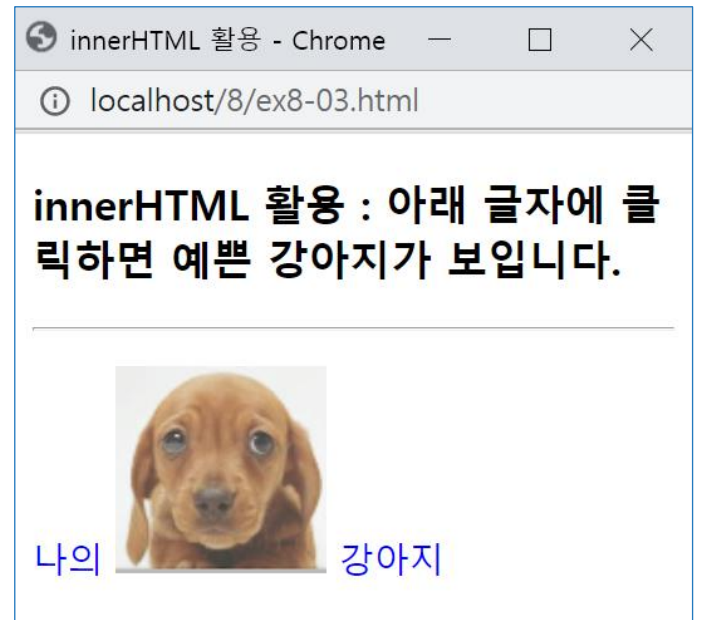 innerHTML 활용 - Chrome
localhost/8/ex8-03.html
innerHTML 활용 : 아래 글자에 클
릭하면 예쁜 강아지가 보입니다.
나의 강아지